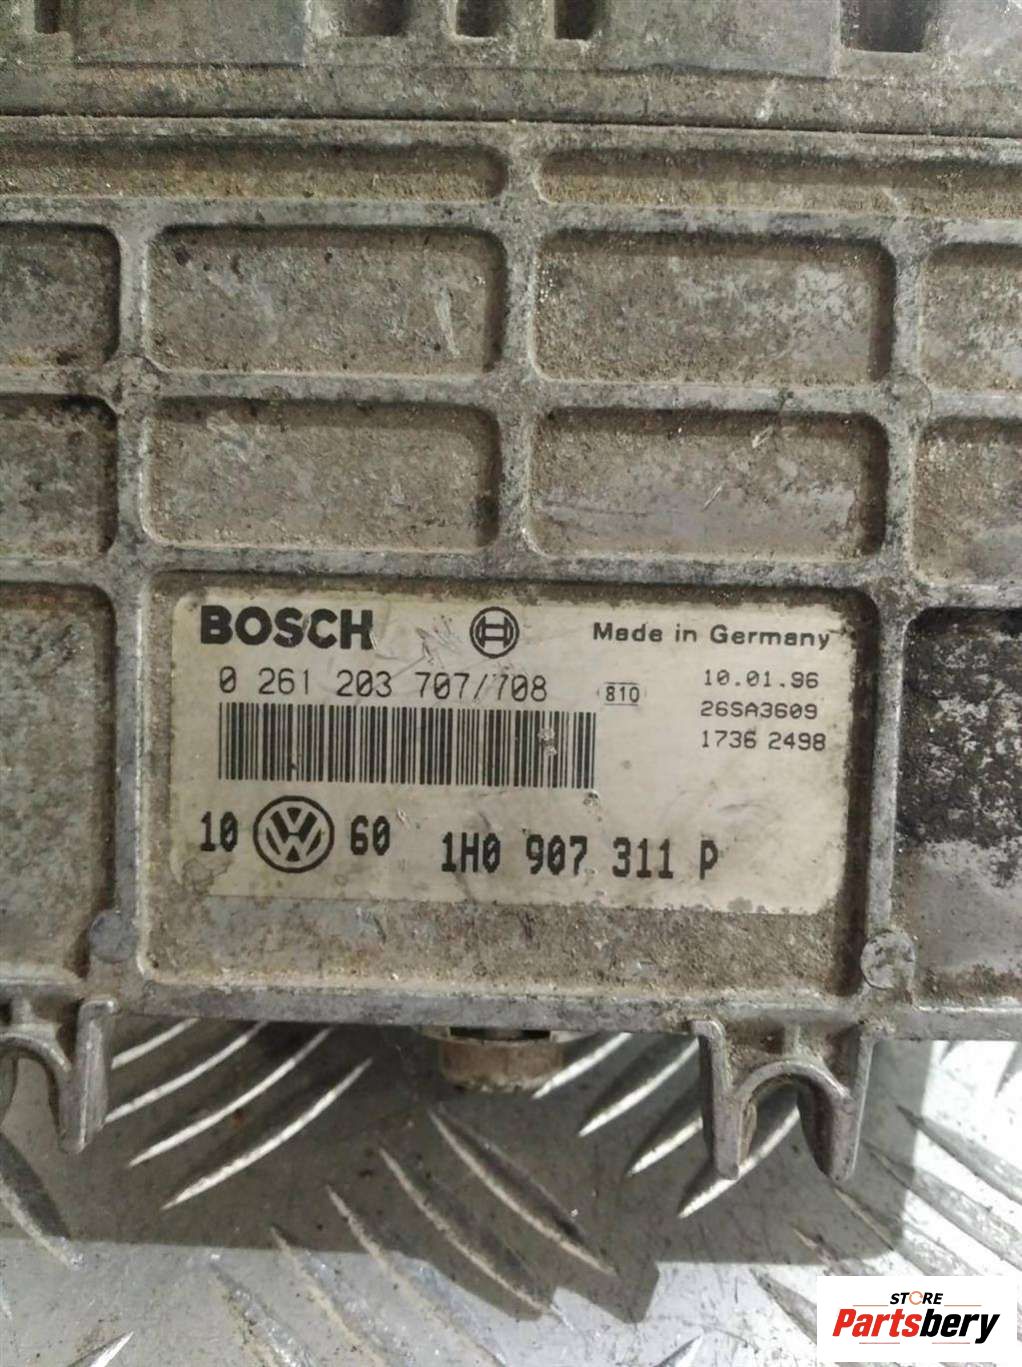 BOSCH
Made in Germany
0 261 203 707/708
810
10.01.96
26SA3609
1736 2498
10 60 1H0 907 311 P
STORE
Partsbery